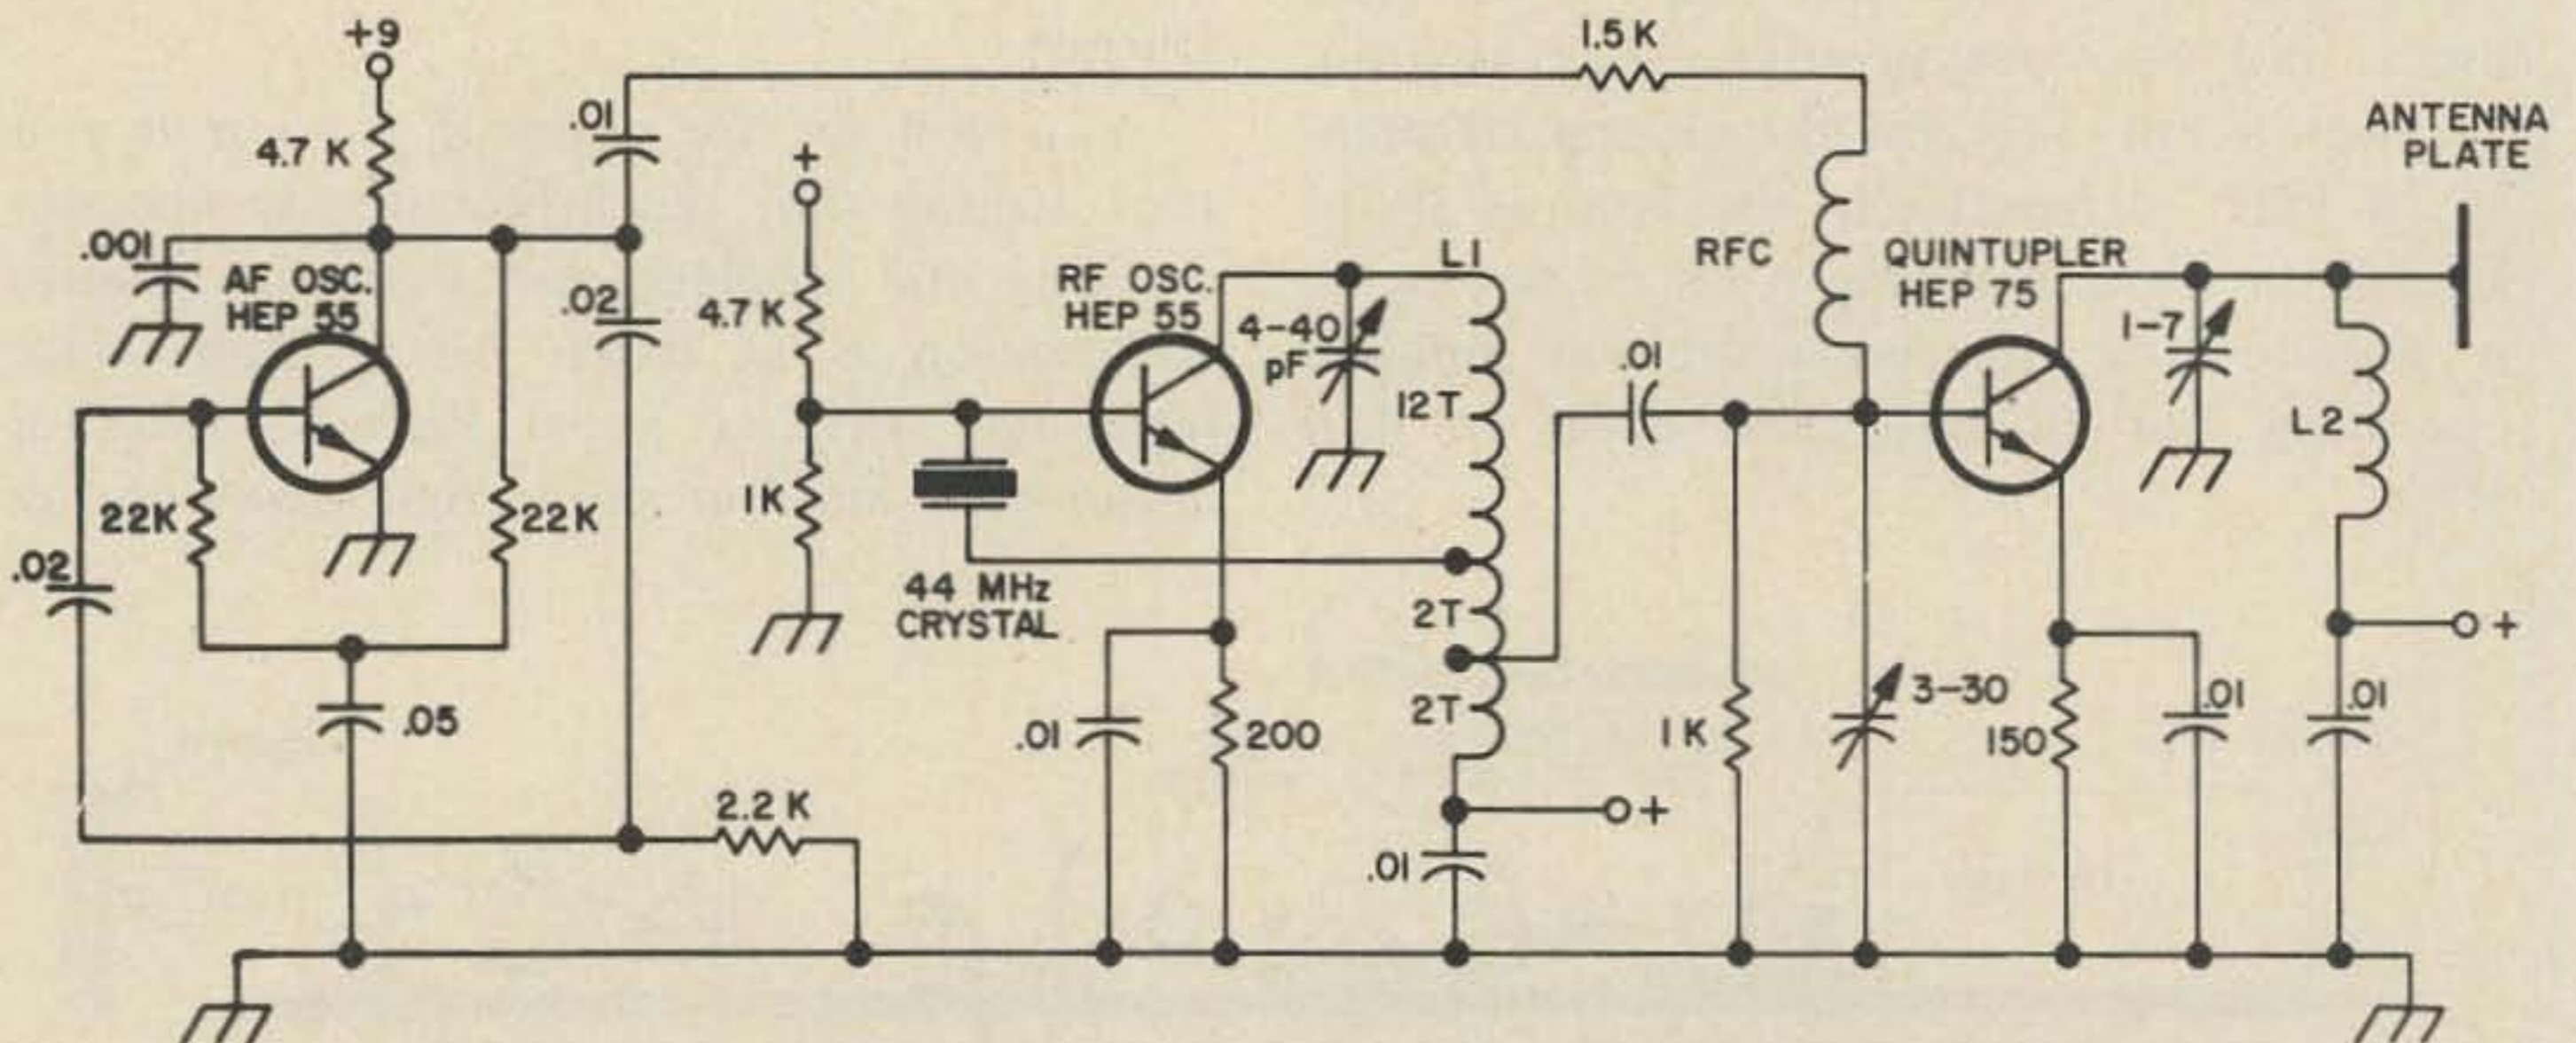 +9
4.7 K
.01
1.5 K
ANTENNA
PLATE
+
.001
AF OSC.
HEP 55
.02
4.7 K
RF OSC.
HEP 55
4-40
pF
L1
12T
RFC
QUINTUPLER
HEP 75
.01
1-7
L2
22K
22K
1K
.02
44 MHz
CRYSTAL
2T
2T
.05
.01
200
1 K
3-30
150
.01
.01
+
2.2 K
+
.01